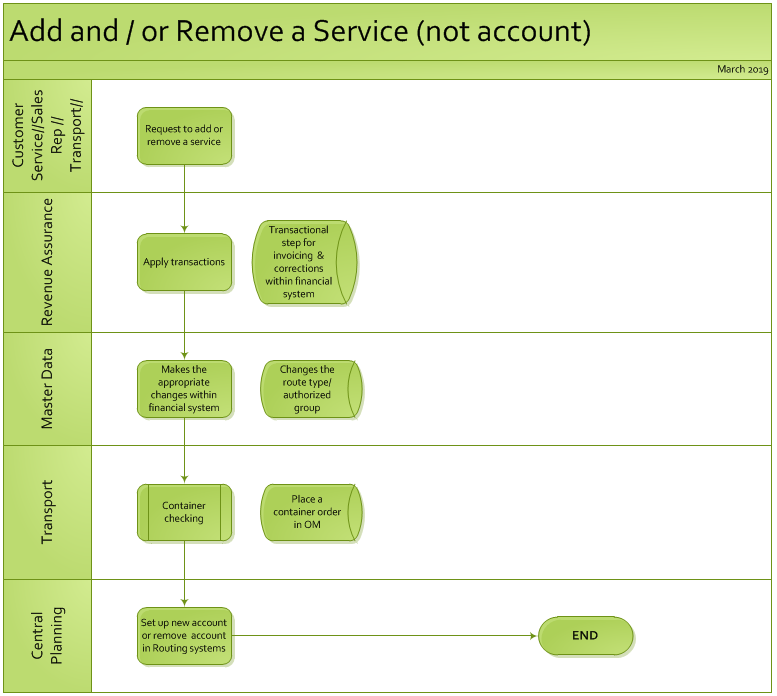 Add and / or Remove a Service (not account)
March 2019
Customer
Service//Sales
Rep //
Transport//
Request to add or
remove a service
Revenue Assurance
Apply transactions
Transactional
step for
invoicing &
corrections
within financial
system
Master Data
Makes the
appropriate
changes within
financial system
Changes the
route type/
authorized
group
Transport
Container
checking
Place a
container order
in OM
Central
Planning
Set up new account
or remove account
in Routing systems
END